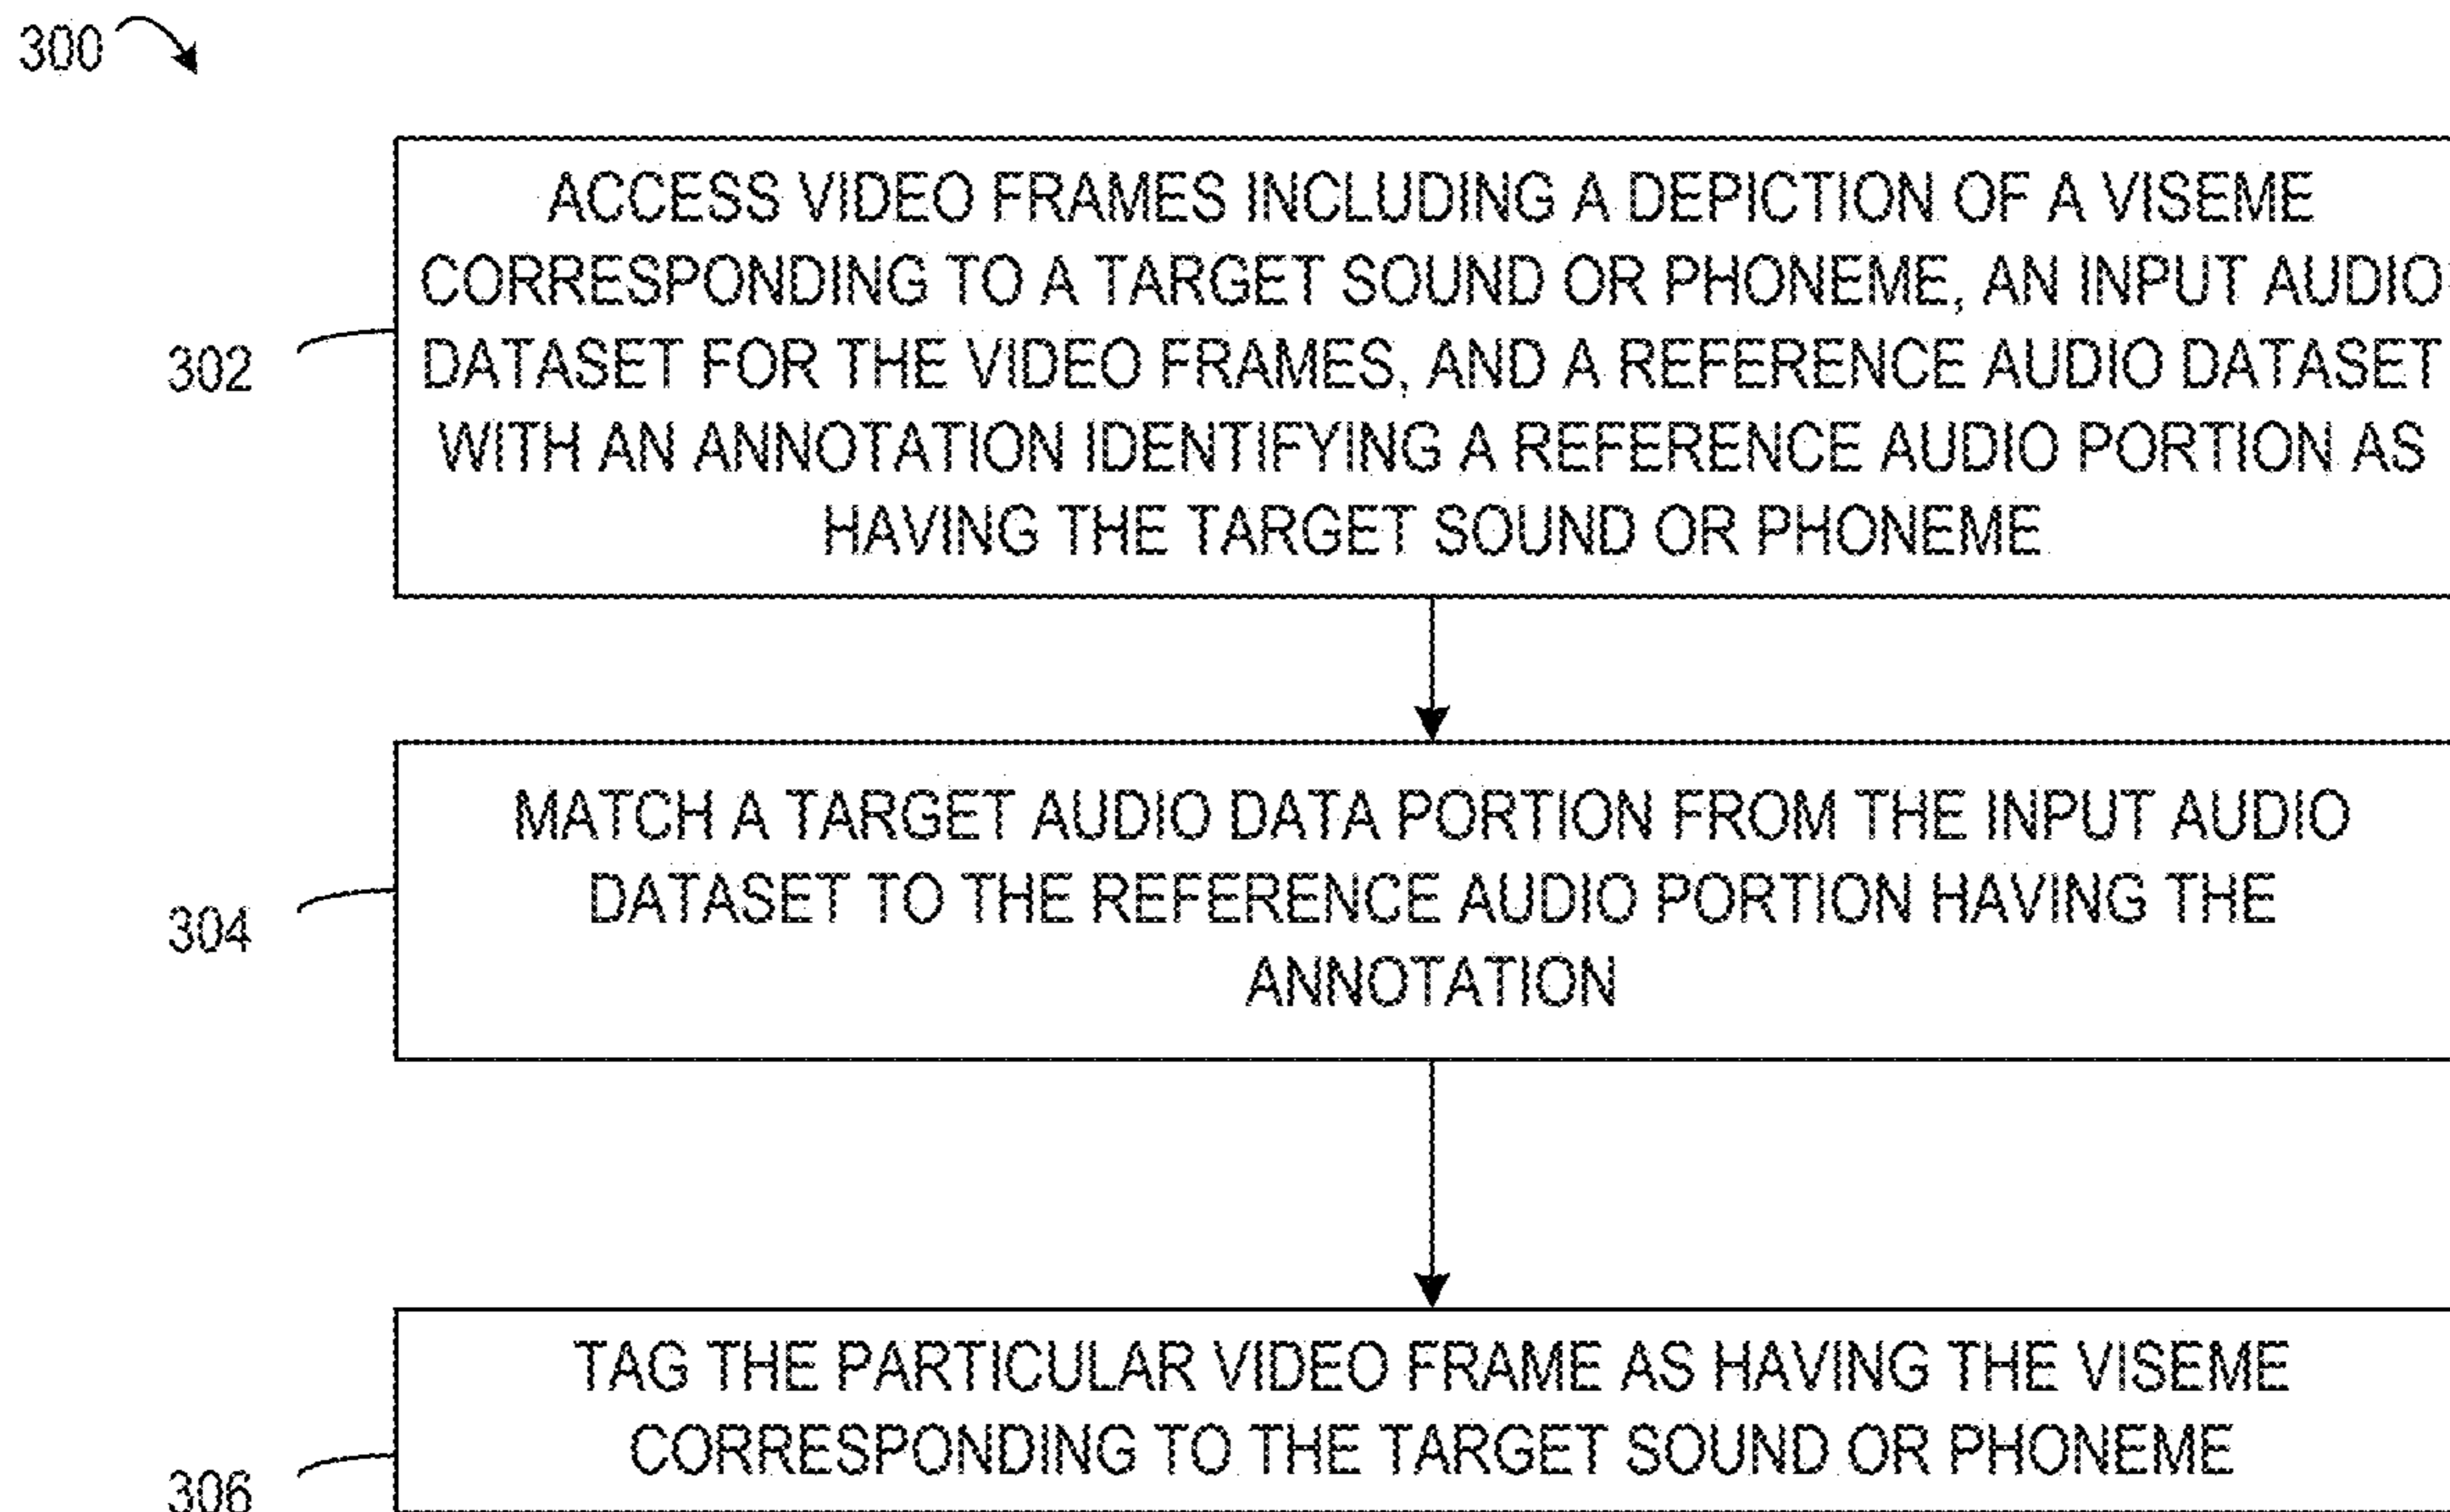 300
ACCESS VIDEO FRAMES INCLUDING A DEPICTION OF A VISEME
CORRESPONDING TO A TARGET SOUND OR PHONEME, AN INPUT AUDIO
302
DATASET FOR THE VIDEO FRAMES, AND A REFERENCE AUDIO DATASET
WITH AN ANNOTATION IDENTIFYING A REFERENCE AUDIO PORTION AS
HAVING THE TARGET SOUND OR PHONEME
MATCH A TARGET AUDIO DATA PORTION FROM THE INPUT AUDIO
304
DATASET TO THE REFERENCE AUDIO PORTION HAVING THE
ANNOTATION
TAG THE PARTICULAR VIDEO FRAME AS HAVING THE VISEME
CORRESPONDING TO THE TARGET SOUND OR PHONEME
306